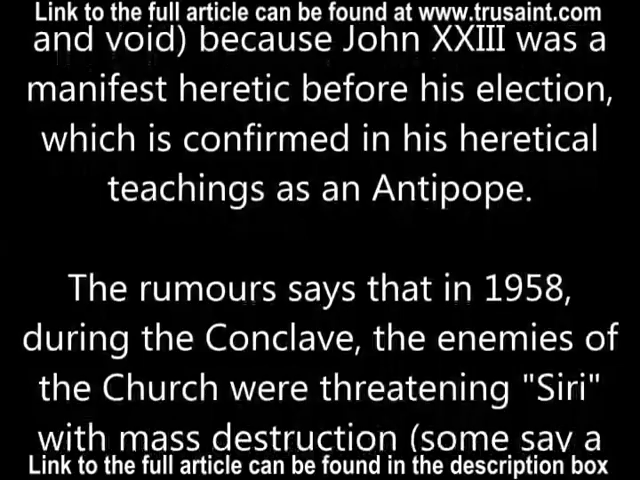 Link to the full article can be found at www.trusaint.com
and void) because John XXIII was a
manifest heretic before his election,
which is confirmed in his heretical
teachings as an Antipope.
The rumours says that in 1958,
during the Conclave, the enemies of
the Church were threatening "Siri"
with mass destruction (some say a
Link to the full article can be found in the description box